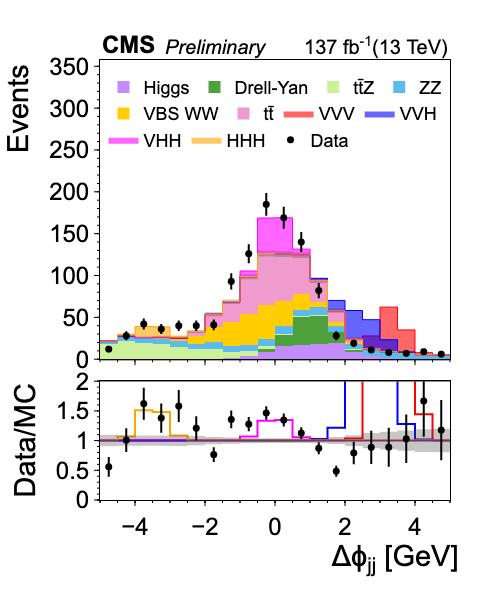 CMS Preliminary 137 fb⁻¹(13 TeV)
Events
350
300
250
200
150
100
50
0
Higgs Drell-Yan tt̄Z ZZ
VBS WW tt̄ VVV VVH
VHH HHH Data
Data/MC
2
1.5
1
0.5
0
−4 −2 0 2 4
Δϕjj [GeV]